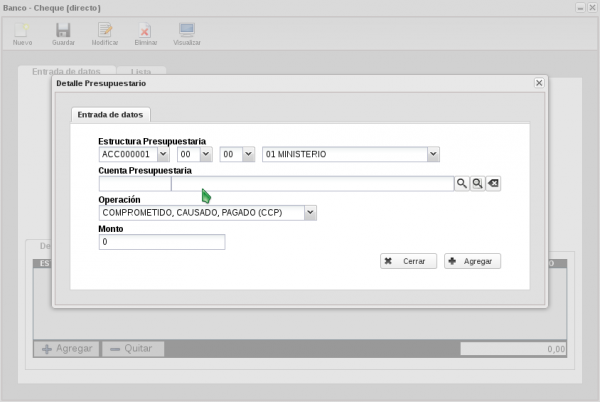 Banco - Cheque (directo)
Nuevo Guardar Modificar Eliminar Visualizar
Entrada de datos Lista
Detalle Presupuestario
Entrada de datos
Estructura Presupuestaria
ACC000001 00 00 01 MINISTERIO
Cuenta Presupuestaria
Operación
COMPROMETIDO, CAUSADO, PAGADO (CCP)
Monto
0
Cerrar Agregar
Agregar Quitar 0,00